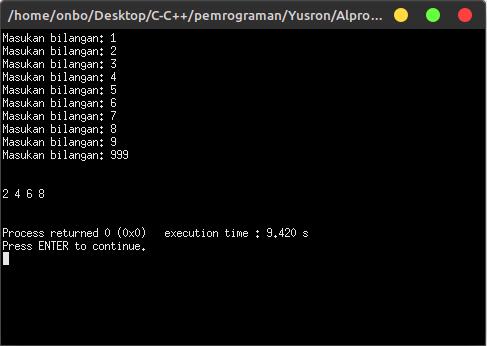 /home/onbo/Desktop/C-C++/pemrograman/Yusron/Alpro...
Masukan bilangan: 1
Masukan bilangan: 2
Masukan bilangan: 3
Masukan bilangan: 4
Masukan bilangan: 5
Masukan bilangan: 6
Masukan bilangan: 7
Masukan bilangan: 8
Masukan bilangan: 9
Masukan bilangan: 999
2 4 6 8
Process returned 0 (0x0)   execution time : 9.420 s
Press ENTER to continue.